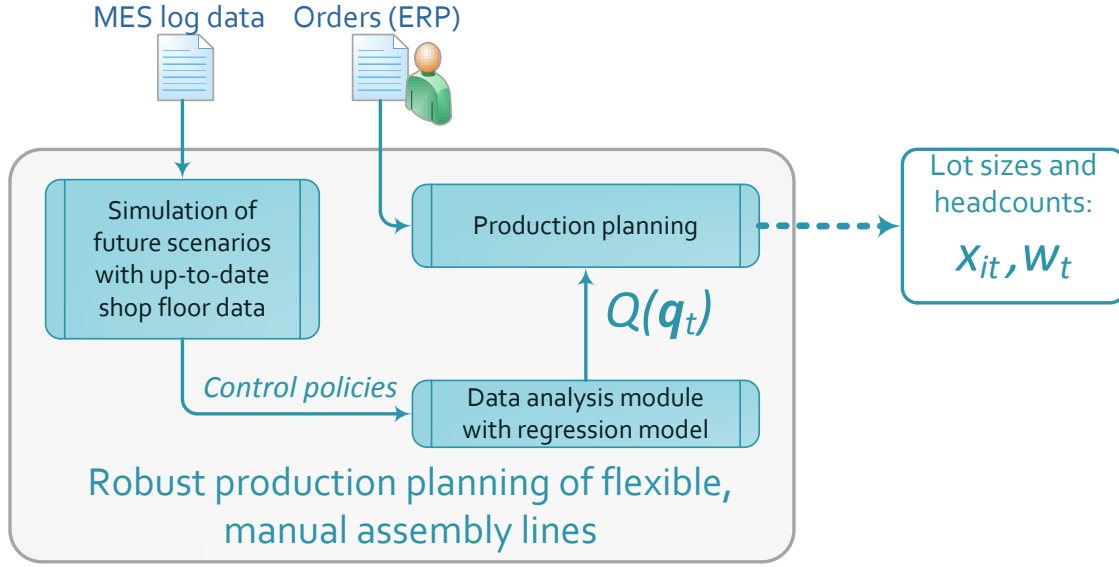 MES log data
Orders (ERP)
Simulation of
future scenarios
with up-to-date
shop floor data
Production planning
Lot sizes and
headcounts:
x_{it}, w_t
Q(q_t)
Control policies
Data analysis module
with regression model
Robust production planning of flexible,
manual assembly lines